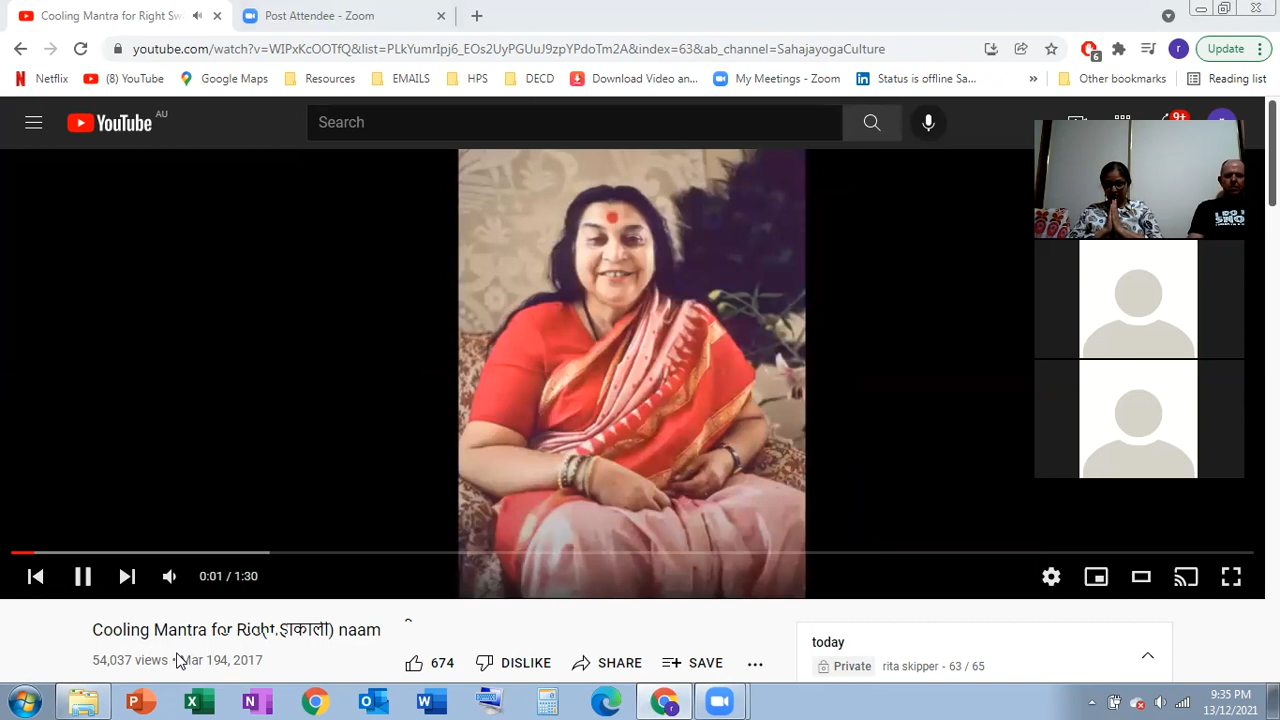 Cooling Mantra for Right Sw
Post Attendee - Zoom
youtube.com/watch?v=WIPxKcOOTfQ&list=PLkYumrIpj6_EOs2UyPGUuJ9zpYPdoTm2A&index=63&ab_channel=SahajayogaCulture
6
r
Update
Netflix
(8) YouTube
Google Maps
Resources
EMAILS
HPS
DECD
Download Video an...
My Meetings - Zoom
Status is offline Sa...
»
Other bookmarks
Reading list
YouTube AU
Search
9+
0:01 / 1:30
Cooling Mantra for Right naam
54,037 views • Mar 194, 2017
674
DISLIKE
SHARE
SAVE
today
Private
rita skipper - 63 / 65
9:35 PM
13/12/2021